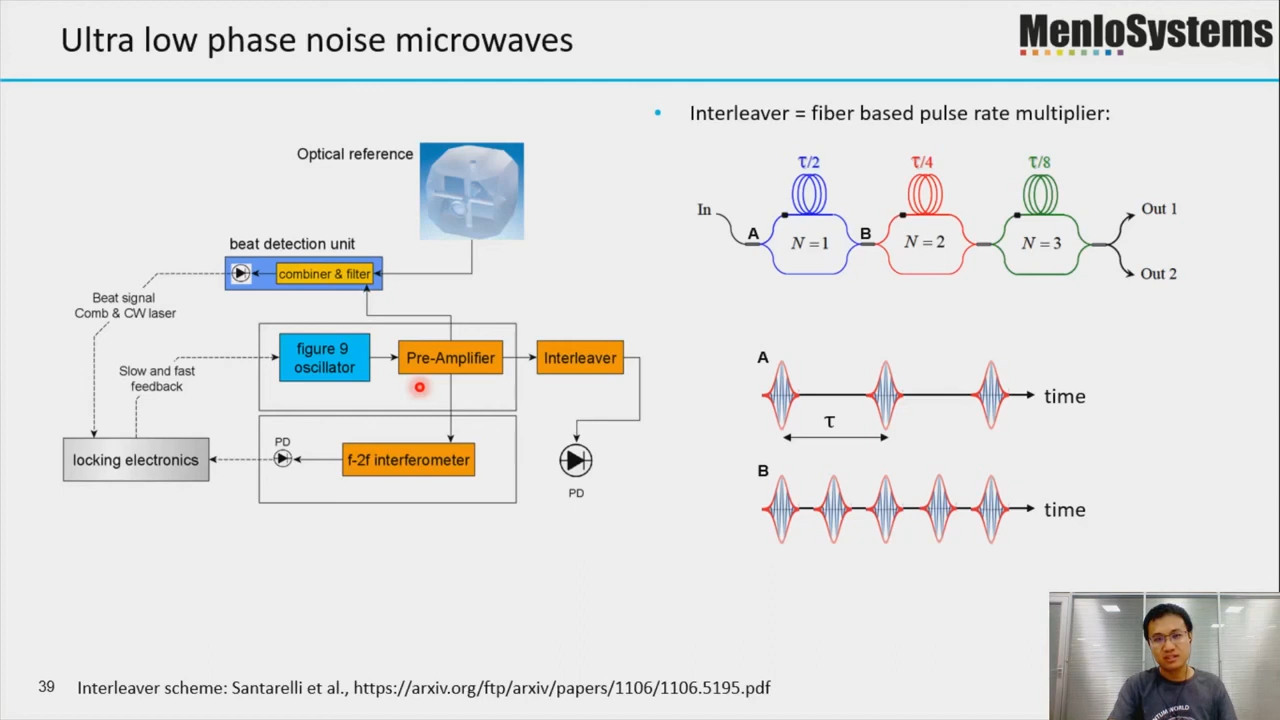 Ultra low phase noise microwaves
MenloSystems
• Interleaver = fiber based pulse rate multiplier:
Optical reference
beat detection unit
combiner & filter
Beat signal
Comb & CW laser
Slow and fast
feedback
figure 9
oscillator
Pre-Amplifier
Interleaver
locking electronics
PD
f-2f interferometer
PD
τ/2
τ/4
τ/8
In
A
B
N = 1
N = 2
N = 3
Out 1
Out 2
A
time
τ
B
time
39
Interleaver scheme: Santarelli et al., https://arxiv.org/ftp/arxiv/papers/1106/1106.5195.pdf